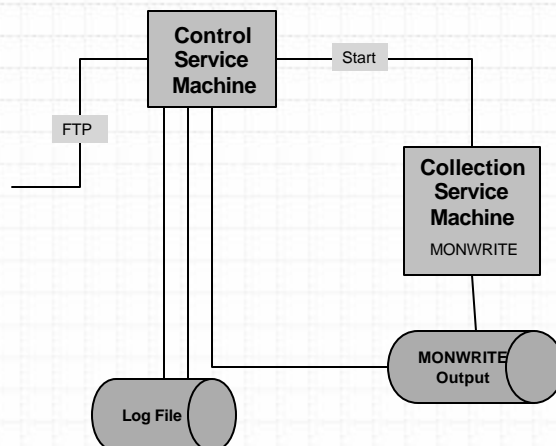 Control
Service
Machine
Start
FTP
Collection
Service
Machine
MONWRITE
MONWRITE
Output
Log File